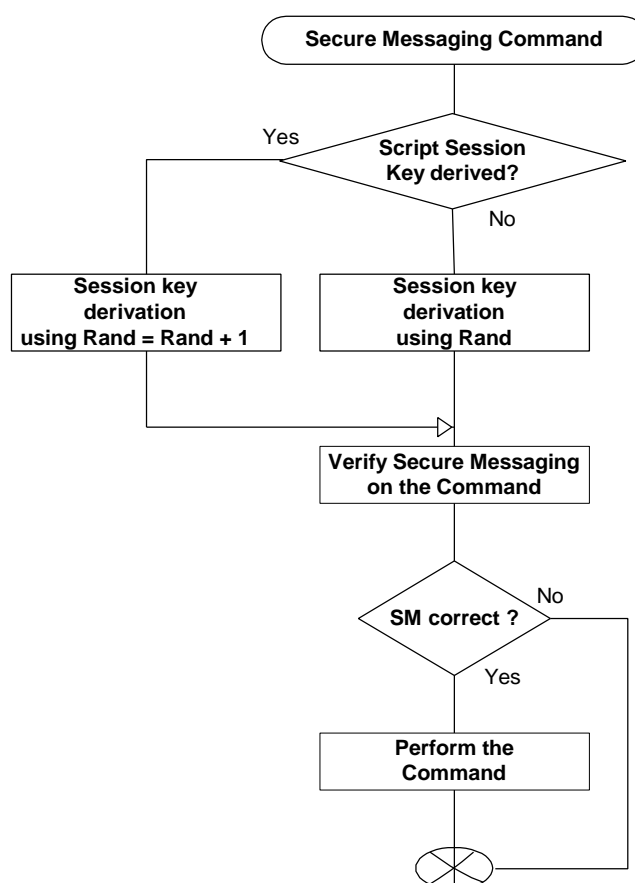 Secure Messaging Command
Yes
Script Session
Key derived?
No
Session key
derivation
using Rand = Rand + 1
Session key
derivation
using Rand
Verify Secure Messaging
on the Command
No
SM correct ?
Yes
Perform the
Command